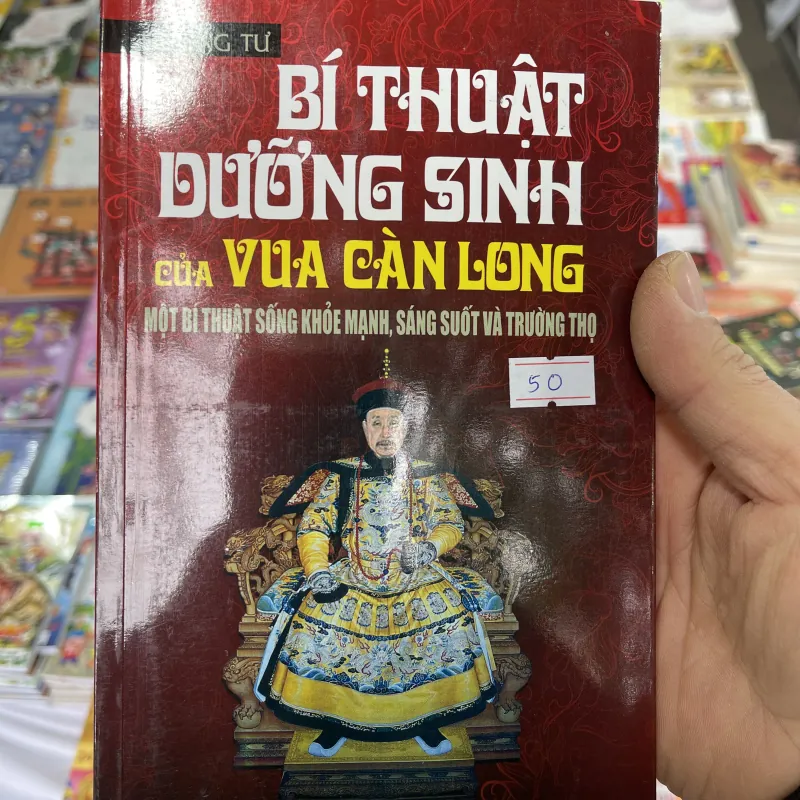 TƯ
BÍ THUẬT
DƯỠNG SINH
CỦA VUA CÀN LONG
MỘT BÍ THUẬT SỐNG KHỎE MẠNH, SÁNG SUỐT VÀ TRƯỜNG THỌ
50